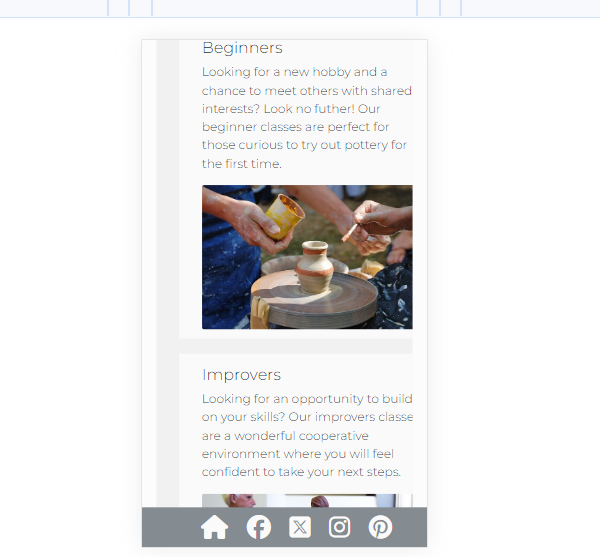 Beginners
Looking for a new hobby and a
chance to meet others with shared
interests? Look no futher! Our
beginner classes are perfect for
those curious to try out pottery for
the first time.
Improvers
Looking for an opportunity to build
on your skills? Our improvers classe
are a wonderful cooperative
environment where you will feel
confident to take your next steps.